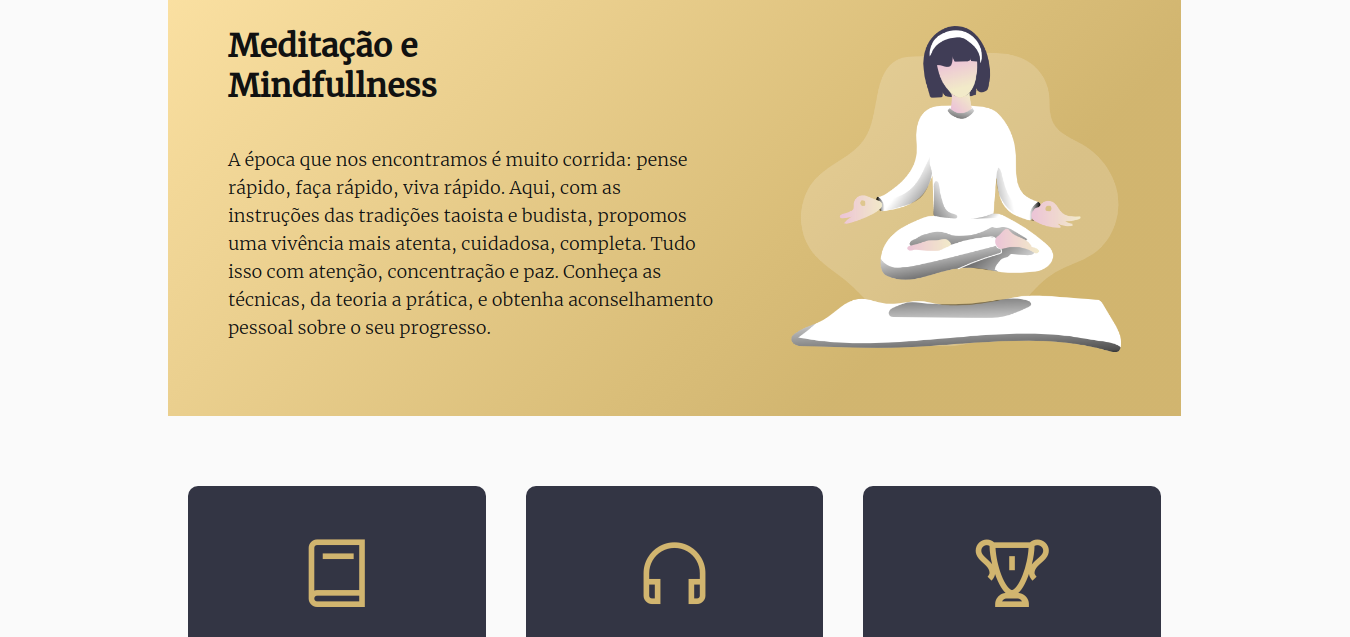 Meditação e
Mindfullness
A época que nos encontramos é muito corrida: pense
rápido, faça rápido, viva rápido. Aqui, com as
instruções das tradições taoista e budista, propomos
uma vivência mais atenta, cuidadosa, completa. Tudo
isso com atenção, concentração e paz. Conheça as
técnicas, da teoria a prática, e obtenha aconselhamento
pessoal sobre o seu progresso.